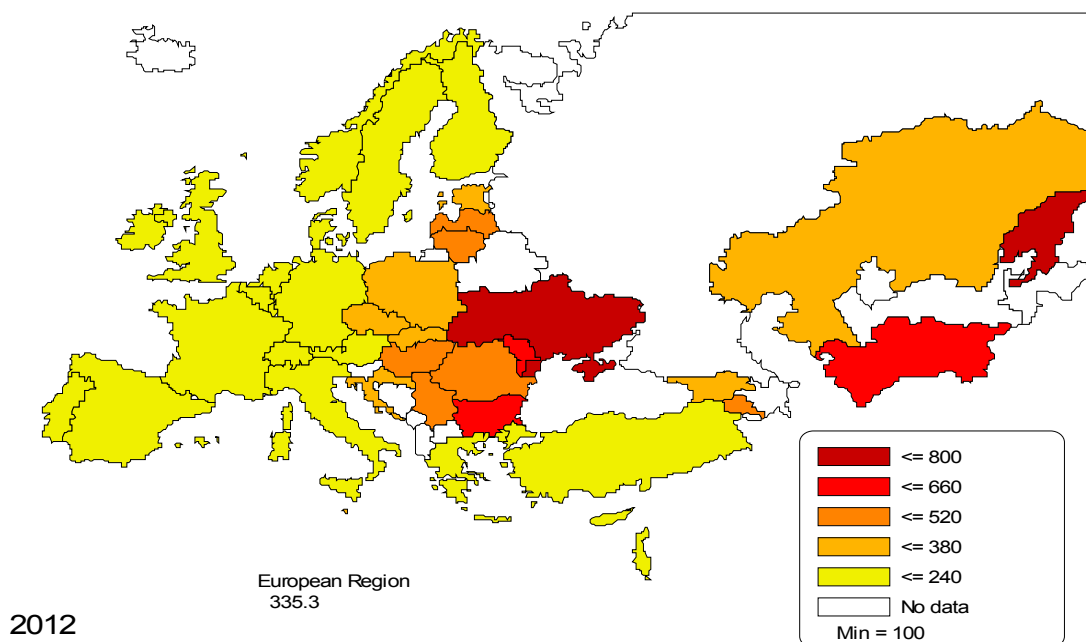 <= 800
<= 660
<= 520
<= 380
<= 240
No data
Min = 100
European Region
335.3
2012